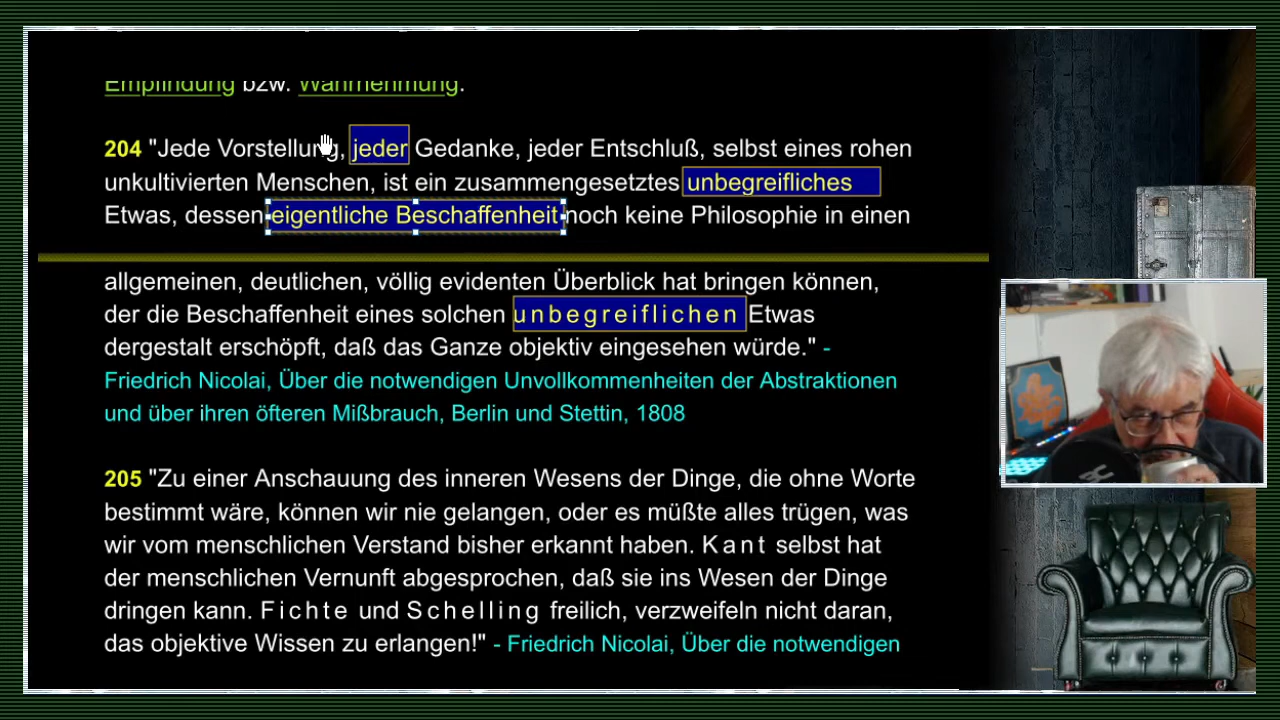 Empfindung bzw. Wahrnehmung.
204 "Jede Vorstellung, jeder Gedanke, jeder Entschluß, selbst eines rohen
unkultivierten Menschen, ist ein zusammengesetztes unbegreifliches
Etwas, dessen eigentliche Beschaffenheit noch keine Philosophie in einen
allgemeinen, deutlichen, völlig evidenten Überblick hat bringen können,
der die Beschaffenheit eines solchen unbegreiflichen Etwas
dergestalt erschöpft, daß das Ganze objektiv eingesehen würde." -
Friedrich Nicolai, Über die notwendigen Unvollkommenheiten der Abstraktionen
und über ihren öfteren Mißbrauch, Berlin und Stettin, 1808
205 "Zu einer Anschauung des inneren Wesens der Dinge, die ohne Worte
bestimmt wäre, können wir nie gelangen, oder es müßte alles trügen, was
wir vom menschlichen Verstand bisher erkannt haben. Kant selbst hat
der menschlichen Vernunft abgesprochen, daß sie ins Wesen der Dinge
dringen kann. Fichte und Schelling freilich, verzweifeln nicht daran,
das objektive Wissen zu erlangen!" - Friedrich Nicolai, Über die notwendigen